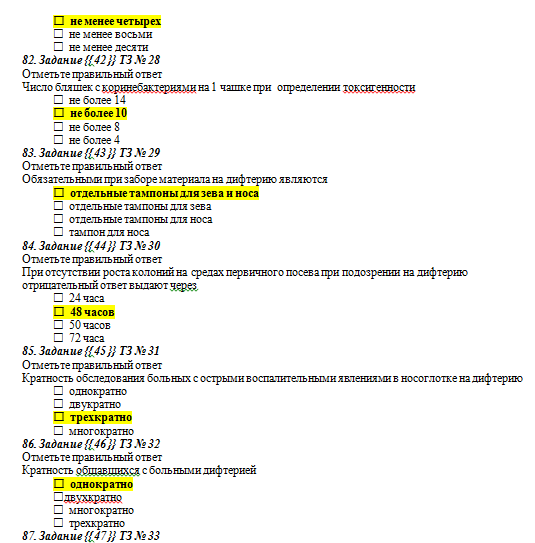 ☐ не менее четырех
☐ не менее восьми
☐ не менее десяти
82. Задание {{42}} ТЗ № 28
Отметьте правильный ответ
Число бляшек с коринебактериями на 1 чашке при определении токсигенности
☐ не более 14
☐ не более 10
☐ не более 8
☐ не более 4
83. Задание {{43}} ТЗ № 29
Отметьте правильный ответ
Обязательными при заборе материала на дифтерию являются
☐ отдельные тампоны для зева и носа
☐ отдельные тампоны для зева
☐ отдельные тампоны для носа
☐ тампон для носа
84. Задание {{44}} ТЗ № 30
Отметьте правильный ответ
При отсутствии роста колоний на средах первичного посева при подозрении на дифтерию
отрицательный ответ выдают через
☐ 24 часа
☐ 48 часов
☐ 50 часов
☐ 72 часа
85. Задание {{45}} ТЗ № 31
Отметьте правильный ответ
Кратность обследования больных с острыми воспалительными явлениями в носоглотке на дифтерию
☐ однократно
☐ двукратно
☐ трехкратно
☐ многократно
86. Задание {{46}} ТЗ № 32
Отметьте правильный ответ
Кратность общавшихся с больными дифтерией
☐ однократно
☐двухкратно
☐ многократно
☐ трехкратно
87. Задание {{47}} ТЗ № 33